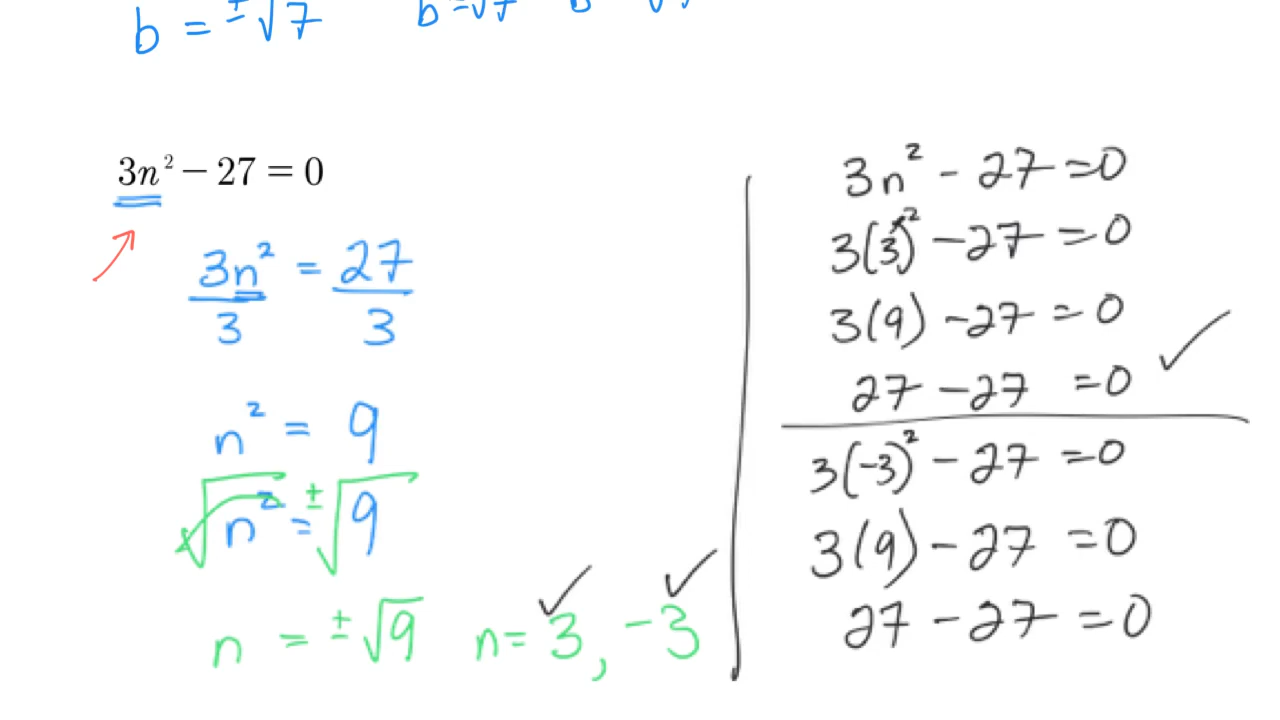 b = ±√7 b=√7
3n² − 27 = 0
3n² = 27
3 3
n² = 9
√n² = ±√9
n = ±√9 n = 3, -3
3n² - 27 = 0
3(3)² - 27 = 0
3(9) - 27 = 0
27 - 27 = 0
3(-3)² - 27 = 0
3(9) - 27 = 0
27 - 27 = 0